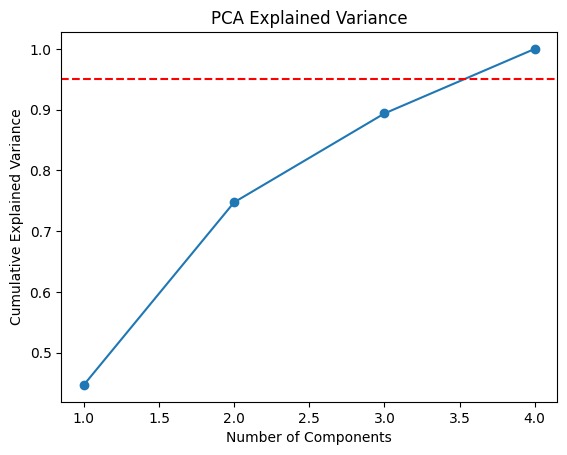 PCA Explained Variance
Cumulative Explained Variance
1.0
0.9
0.8
0.7
0.6
0.5
1.0 1.5 2.0 2.5 3.0 3.5 4.0
Number of Components